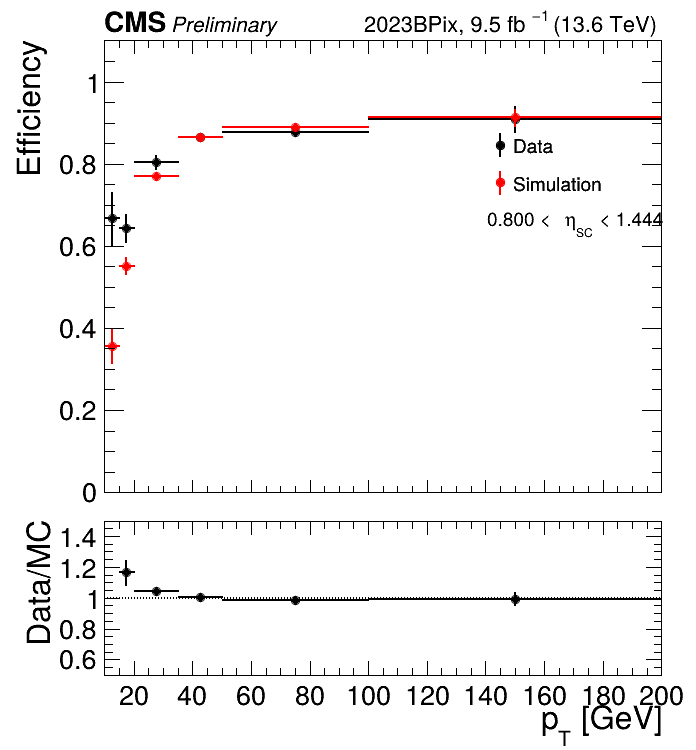 CMS Preliminary 2023BPix, 9.5 fb⁻¹ (13.6 TeV)
Efficiency
1
0.8
0.6
0.4
0.2
0
Data
Simulation
0.800 < η_SC < 1.444
Data/MC
1.4
1.2
1
0.8
0.6
20 40 60 80 100 120 140 160 180 200
p_T [GeV]